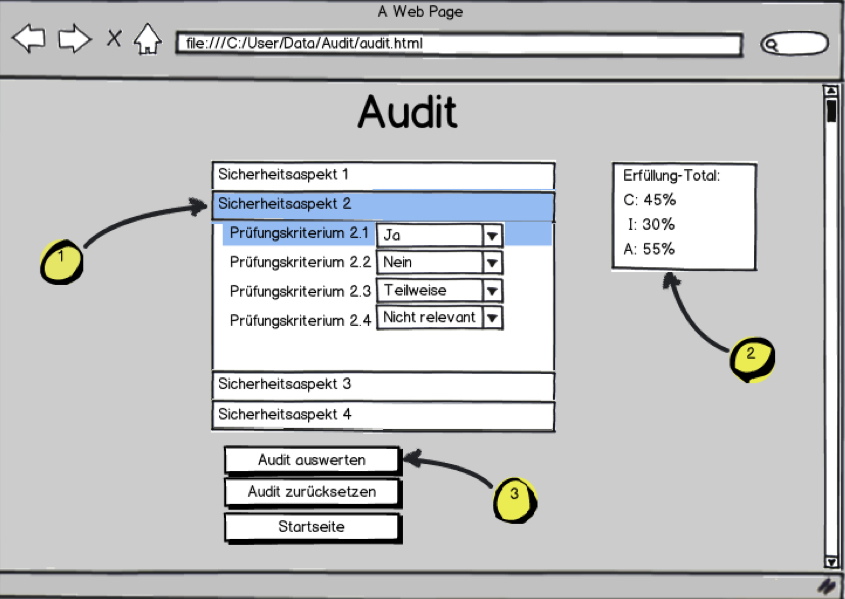 A Web Page
X
file:///C:/User/Data/Audit/audit.html
Audit
Sicherheitsaspekt 1
Sicherheitsaspekt 2
Prüfungskriterium 2.1 Ja
Prüfungskriterium 2.2 Nein
Prüfungskriterium 2.3 Teilweise
Prüfungskriterium 2.4 Nicht relevant
Sicherheitsaspekt 3
Sicherheitsaspekt 4
Erfüllung-Total:
C: 45%
I: 30%
A: 55%
1
2
Audit auswerten
3
Audit zurücksetzen
Startseite